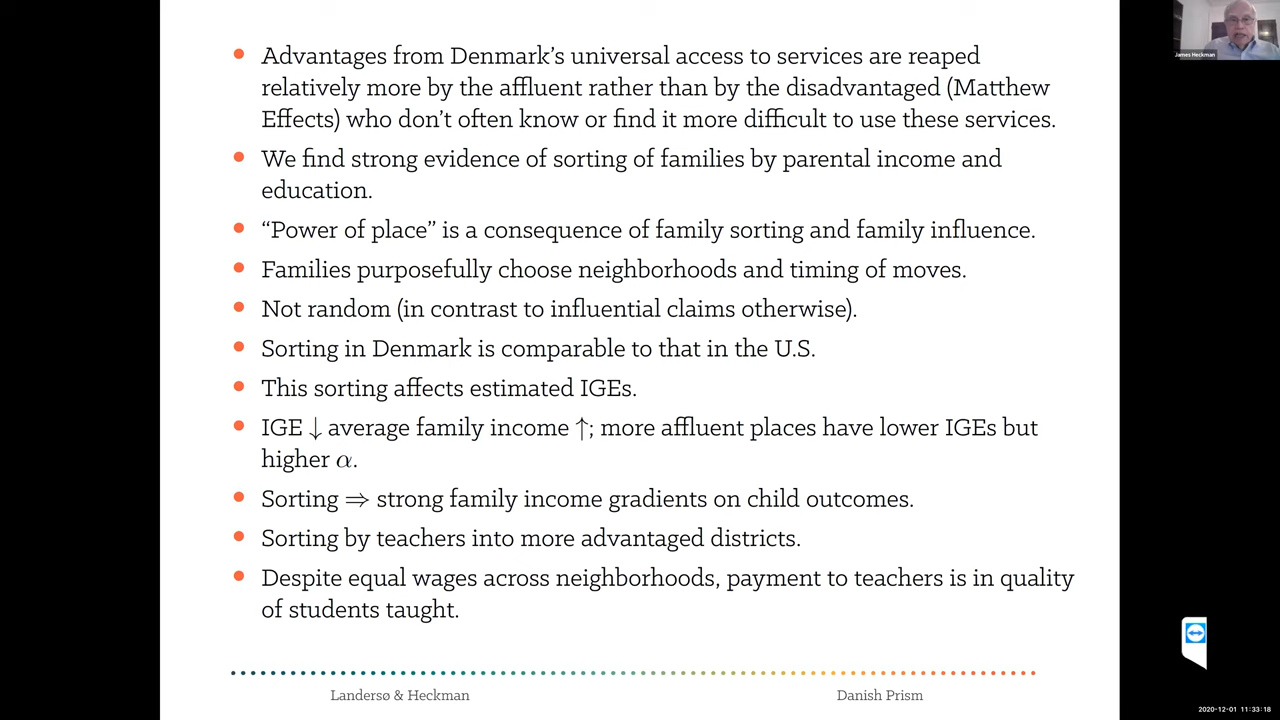 Advantages from Denmark's universal access to services are reaped
relatively more by the affluent rather than by the disadvantaged (Matthew
Effects) who don't often know or find it more difficult to use these services.
We find strong evidence of sorting of families by parental income and
education.
“Power of place” is a consequence of family sorting and family influence.
Families purposefully choose neighborhoods and timing of moves.
Not random (in contrast to influential claims otherwise).
Sorting in Denmark is comparable to that in the U.S.
This sorting affects estimated IGEs.
IGE ↓ average family income ↑; more affluent places have lower IGEs but
higher α.
Sorting ⇒ strong family income gradients on child outcomes.
Sorting by teachers into more advantaged districts.
Despite equal wages across neighborhoods, payment to teachers is in quality
of students taught.
Landersø & Heckman
Danish Prism
James Heckman
2020-12-01 11:33:18